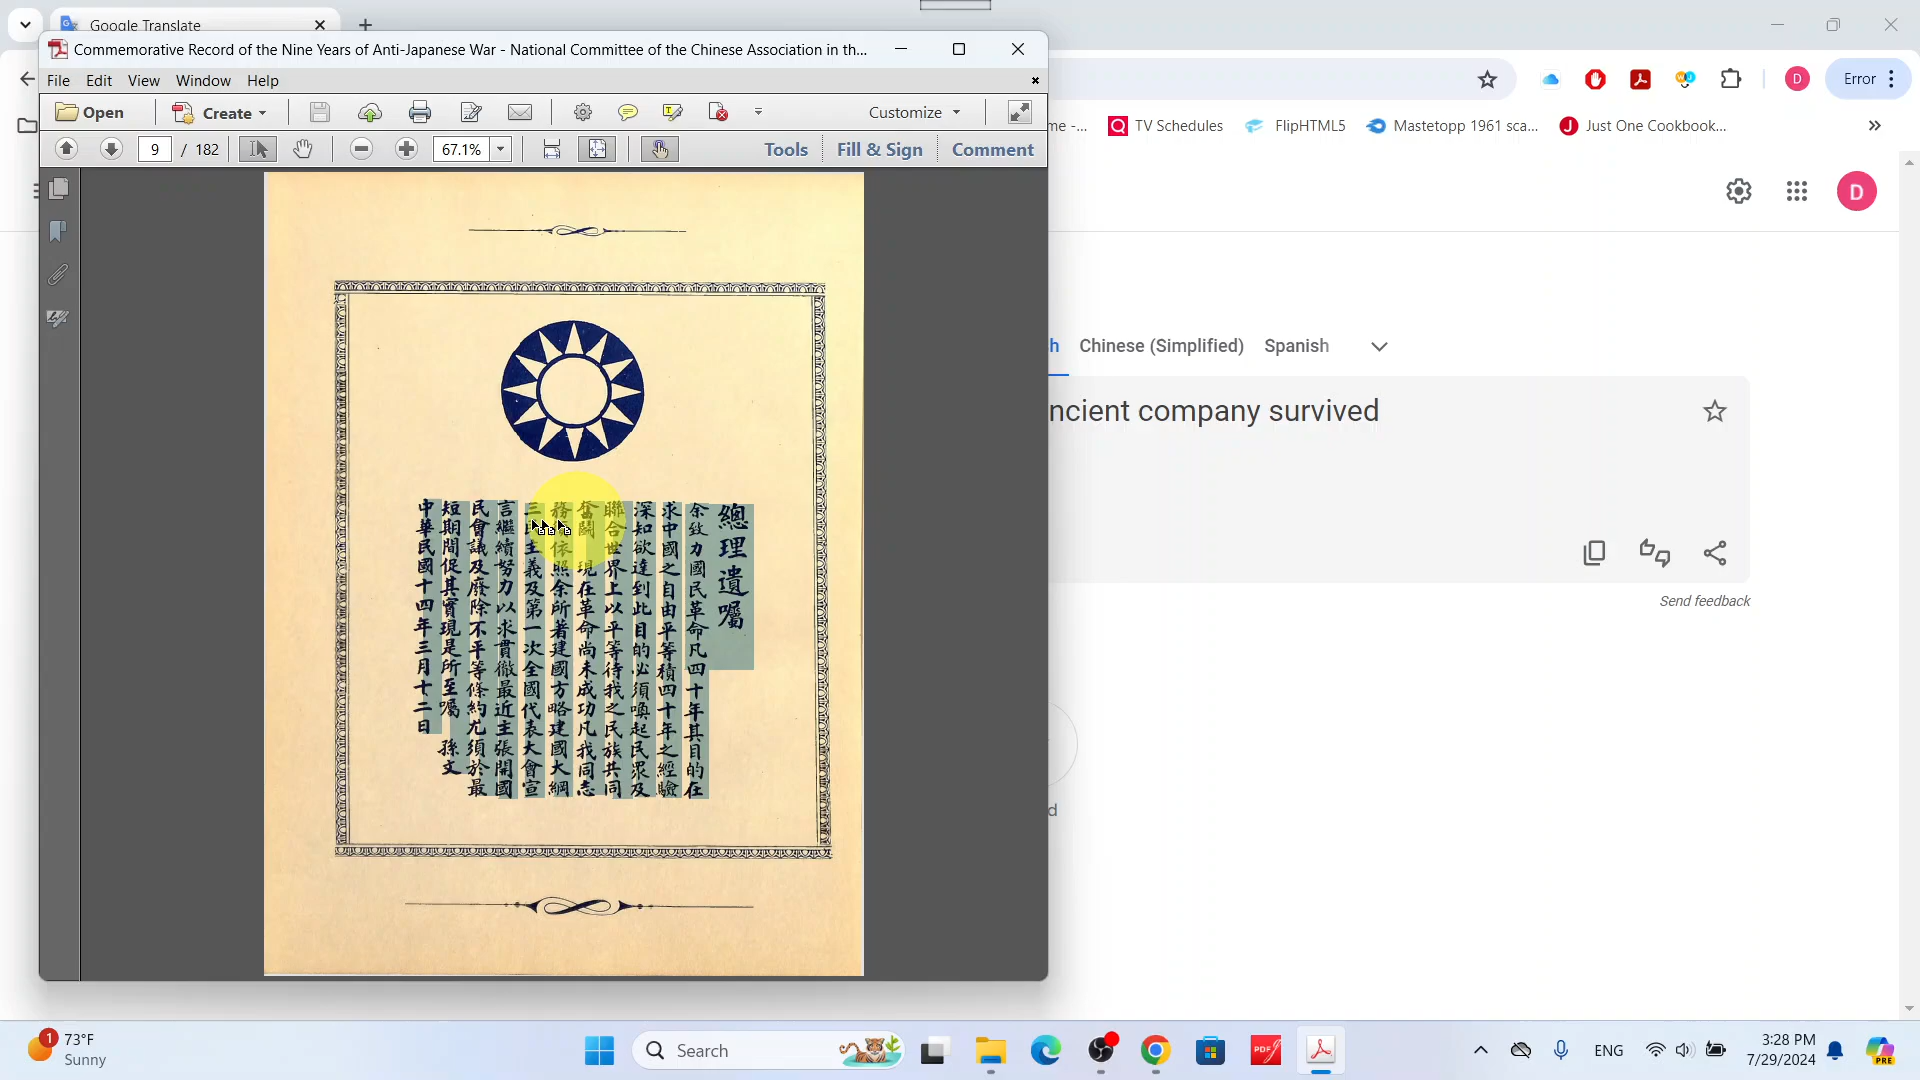 Google Translate
Commemorative Record of the Nine Years of Anti-Japanese War - National Committee of the Chinese Association in th...
File Edit View Window Help
Open Create Customize
9 / 182 67.1% Tools Fill & Sign Comment
Error
me -... TV Schedules FlipHTML5 Mastetopp 1961 sca... Just One Cookbook...
D
h Chinese (Simplified) Spanish
ncient company survived
Send feedback
d
總理遺囑
余致力國民革命凡四十年其目的在
求中國之自由平等積四十年之經驗
深知欲達到此目的必須喚起民眾及
聯合世界上以平等待我之民族共同
奮鬪 現在革命尚未成功凡我同志
務 依照余所著建國方略建國大綱
三民主義及第一次全國代表大會宣
言繼續努力以求貫徹最近主張開國
民會議及廢除不平等條約尤須於最
短期間促其實現是所至囑 孫文
中華民國十四年三月十二日
1
73°F
Sunny
Search
PDF
ENG
3:28 PM
7/29/2024
PRE